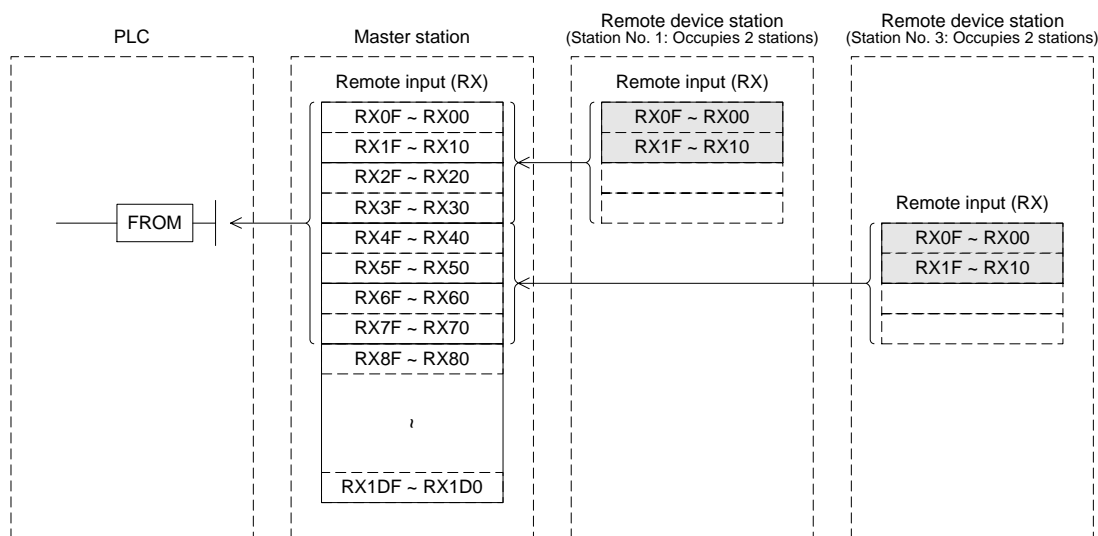 PLC
Master station
Remote device station
(Station No. 1: Occupies 2 stations)
Remote device station
(Station No. 3: Occupies 2 stations)
Remote input (RX)
RX0F ~ RX00
RX1F ~ RX10
RX2F ~ RX20
RX3F ~ RX30
RX4F ~ RX40
RX5F ~ RX50
RX6F ~ RX60
RX7F ~ RX70
RX8F ~ RX80
~
RX1DF ~ RX1D0
FROM
Remote input (RX)
RX0F ~ RX00
RX1F ~ RX10
Remote input (RX)
RX0F ~ RX00
RX1F ~ RX10